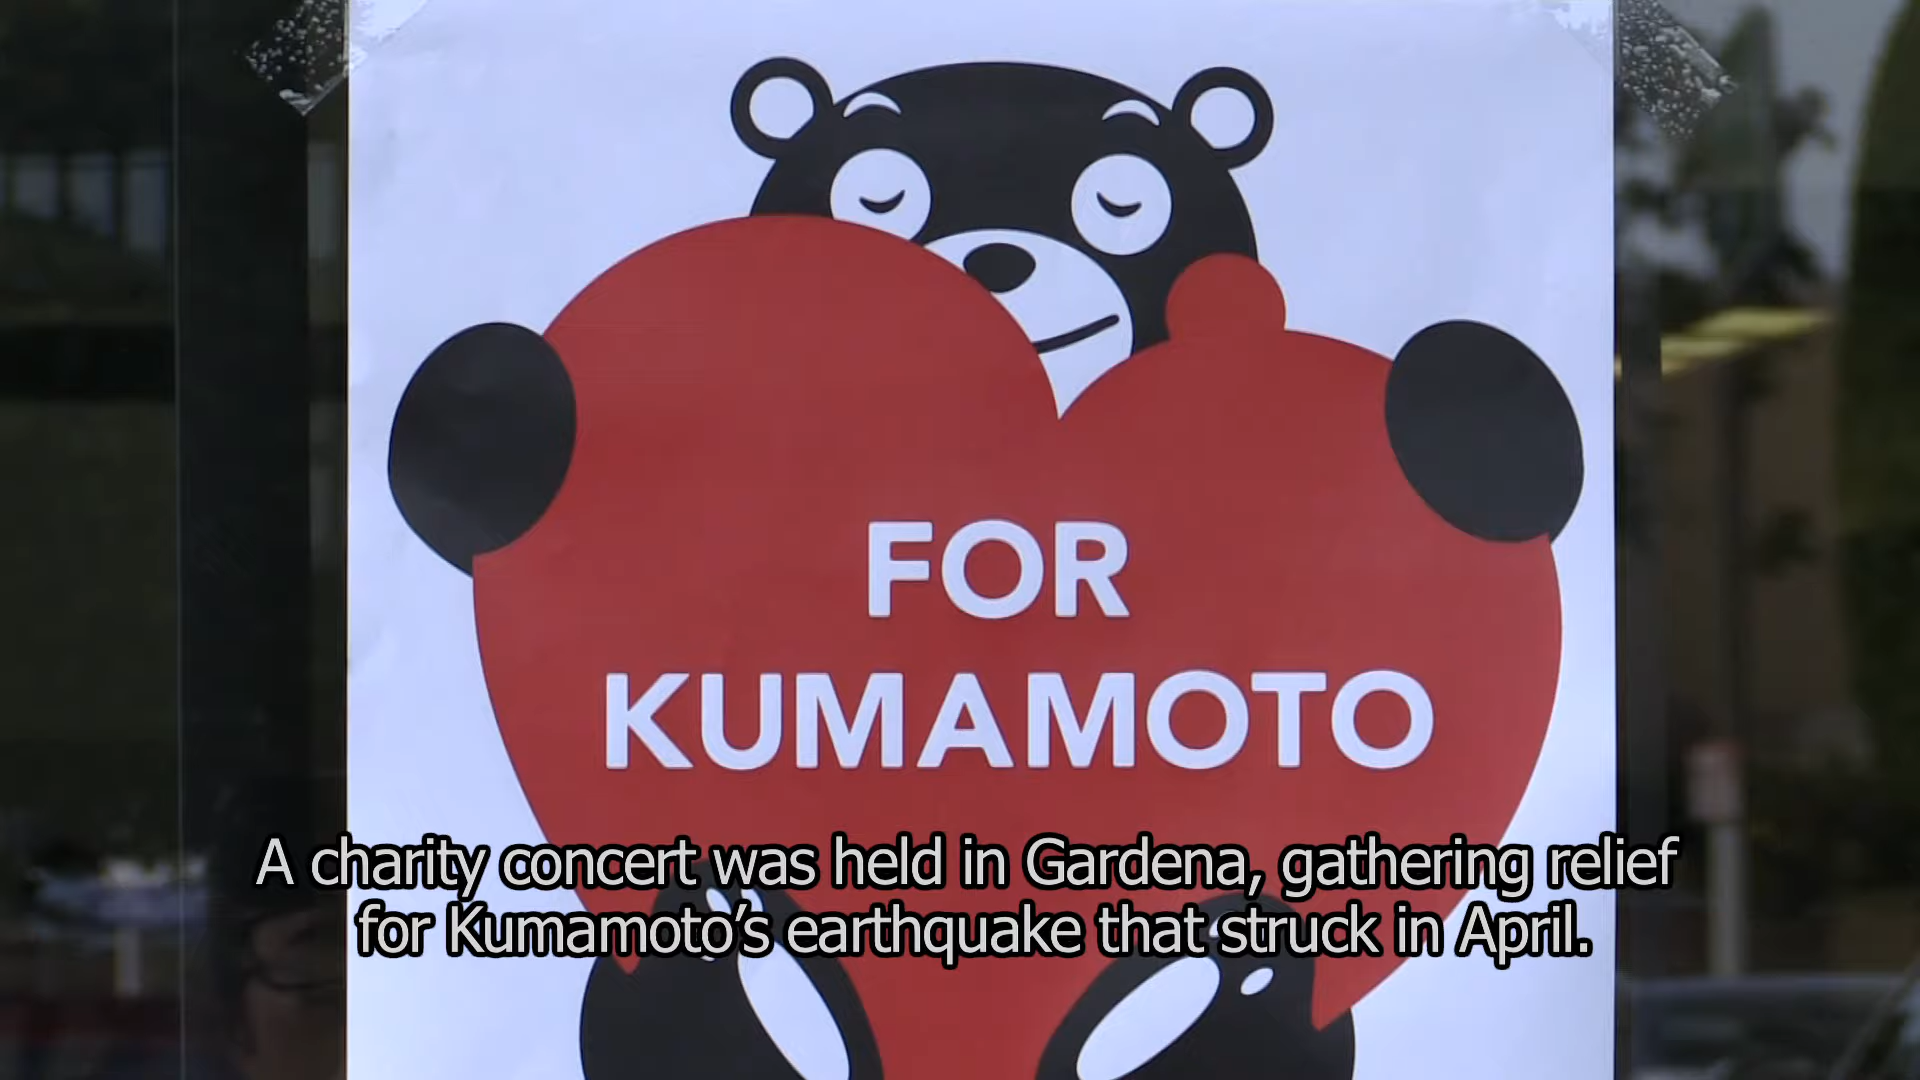 FOR
KUMAMOTO
A charity concert was held in Gardena, gathering relief
for Kumamoto’s earthquake that struck in April.